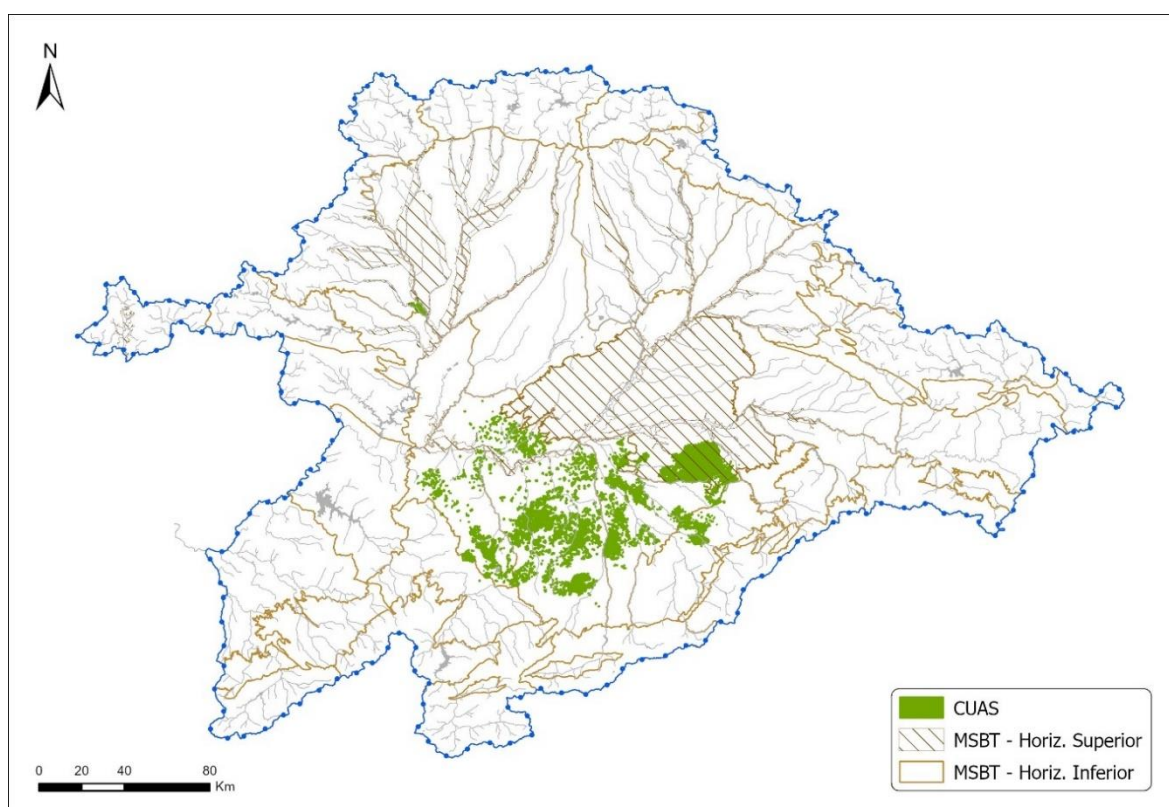 N
CUAS
MSBT - Horiz. Superior
MSBT - Horiz. Inferior
0 20 40 80
Km